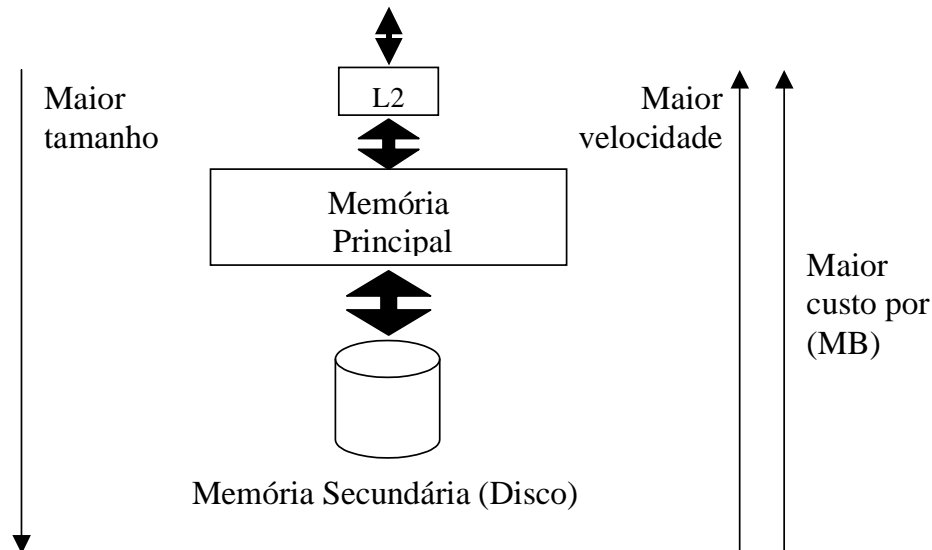 L2
Maior
tamanho
Maior
velocidade
Memória
Principal
Maior
custo por
(MB)
Memória Secundária (Disco)